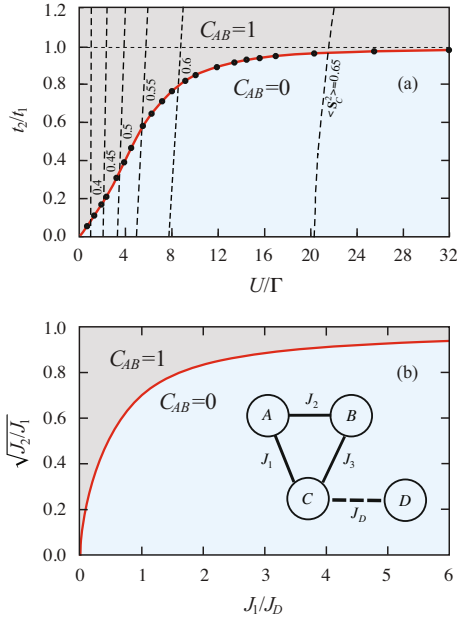 1.2
1.0
0.8
0.6
0.4
0.2
0.0
t₂/t₁
C_AB=1
C_AB=0
(a)
0.4
0.45
0.5
0.55
0.6
<S_C²>=0.65
0 4 8 12 16 20 24 28 32
U/Γ
1.0
0.8
0.6
0.4
0.2
0.0
√J₂/J₁
C_AB=1
C_AB=0
(b)
A
J₂
B
J₁
J₃
C
J_D
D
0 1 2 3 4 5 6
J₁/J_D